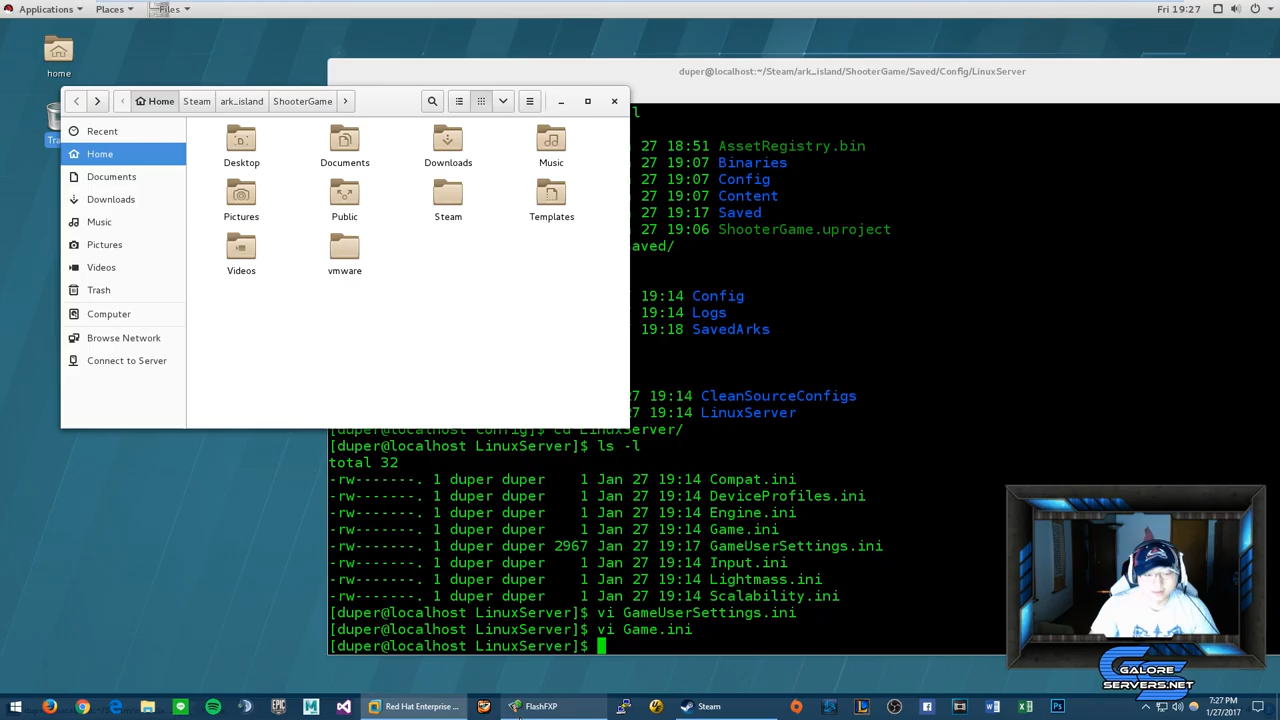 Applications Places Files Fri 19:27
home
duper@localhost:~/Steam/ark_island/ShooterGame/Saved/Config/LinuxServer
Home Steam ark_island ShooterGame
Recent
Home
Documents
Downloads
Music
Pictures
Videos
Trash
Computer
Browse Network
Connect to Server
Desktop Documents Downloads Music
Pictures Public Steam Templates
Videos vmware
27 18:51 AssetRegistry.bin
27 19:07 Binaries
27 19:07 Config
27 19:07 Content
27 19:17 Saved
27 19:06 ShooterGame.uproject
aved/
19:14 Config
19:14 Logs
19:18 SavedArks
7 19:14 CleanSourceConfigs
7 19:14 LinuxServer
[duper@localhost Config]$ cd LinuxServer/
[duper@localhost LinuxServer]$ ls -l
total 32
-rw-------. 1 duper duper 1 Jan 27 19:14 Compat.ini
-rw-------. 1 duper duper 1 Jan 27 19:14 DeviceProfiles.ini
-rw-------. 1 duper duper 1 Jan 27 19:14 Engine.ini
-rw-------. 1 duper duper 1 Jan 27 19:14 Game.ini
-rw-------. 1 duper duper 2967 Jan 27 19:17 GameUserSettings.ini
-rw-------. 1 duper duper 1 Jan 27 19:14 Input.ini
-rw-------. 1 duper duper 1 Jan 27 19:14 Lightmass.ini
-rw-------. 1 duper duper 1 Jan 27 19:14 Scalability.ini
[duper@localhost LinuxServer]$ vi GameUserSettings.ini
[duper@localhost LinuxServer]$ vi Game.ini
[duper@localhost LinuxServer]$
GALORE
SERVERS.NET
Red Hat Enterprise ... FlashFXP Steam
7:27 PM
1/27/2017